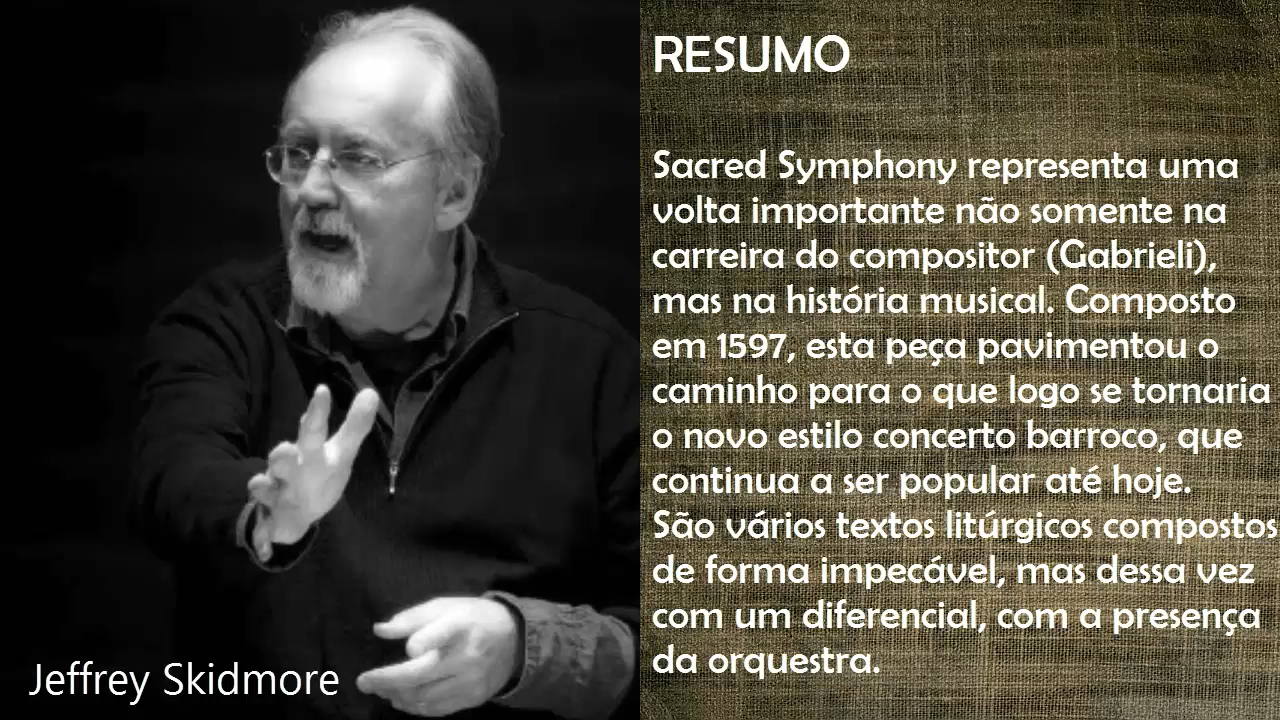 RESUMO
Sacred Symphony representa uma
volta importante não somente na
carreira do compositor (Gabrieli),
mas na história musical. Composto
em 1597, esta peça pavimentou o
caminho para o que logo se tornaria
o novo estilo concerto barroco, que
continua a ser popular até hoje.
São vários textos litúrgicos compostos
de forma impecável, mas dessa vez
com um diferencial, com a presença
da orquestra.
Jeffrey Skidmore